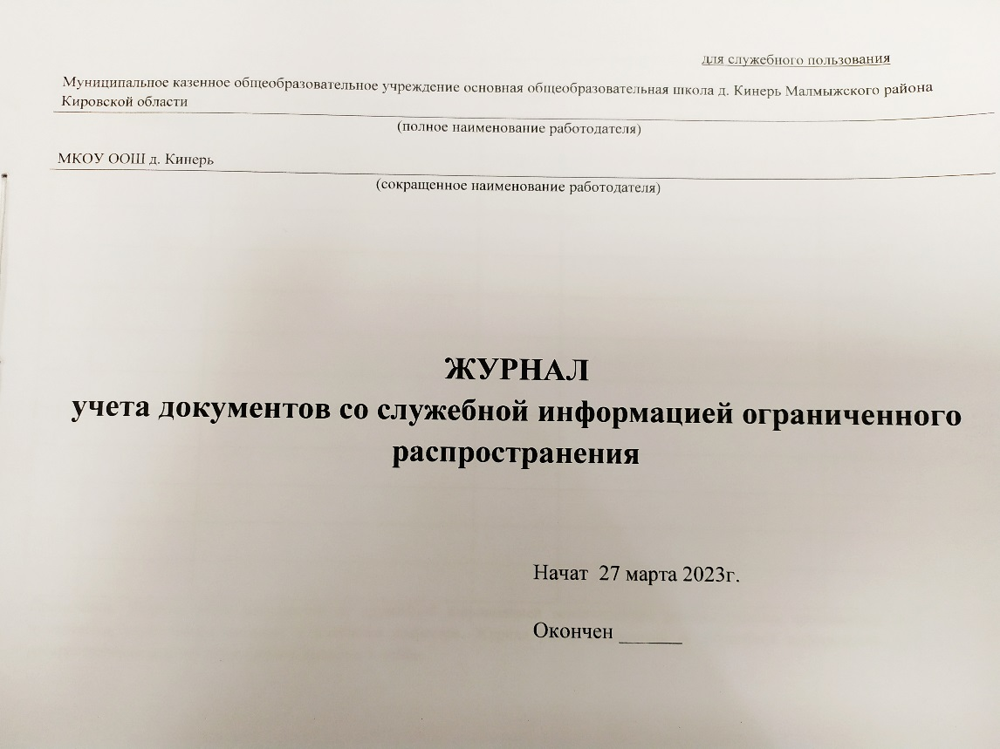 для служебного пользования
Муниципальное казенное общеобразовательное учреждение основная общеобразовательная школа д. Кинерь Малмыжского района
Кировской области
(полное наименование работодателя)
МКОУ ООШ д. Кинерь
(сокращенное наименование работодателя)
ЖУРНАЛ
учета документов со служебной информацией ограниченного
распространения
Начат 27 марта 2023г.
Окончен ______